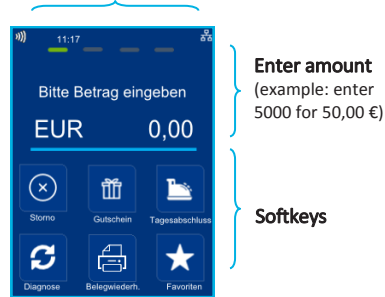 11:17
Bitte Betrag eingeben
EUR 0,00
Storno Gutschein Tagesabschluss
Diagnose Belegwiederh. Favoriten
Enter amount
(example: enter
5000 for 50,00 €)
Softkeys